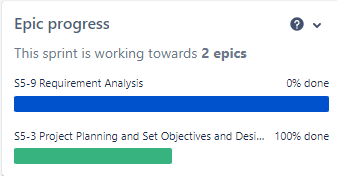 Epic progress
This sprint is working towards 2 epics
S5-9 Requirement Analysis 0% done
S5-3 Project Planning and Set Objectives and Desi... 100% done